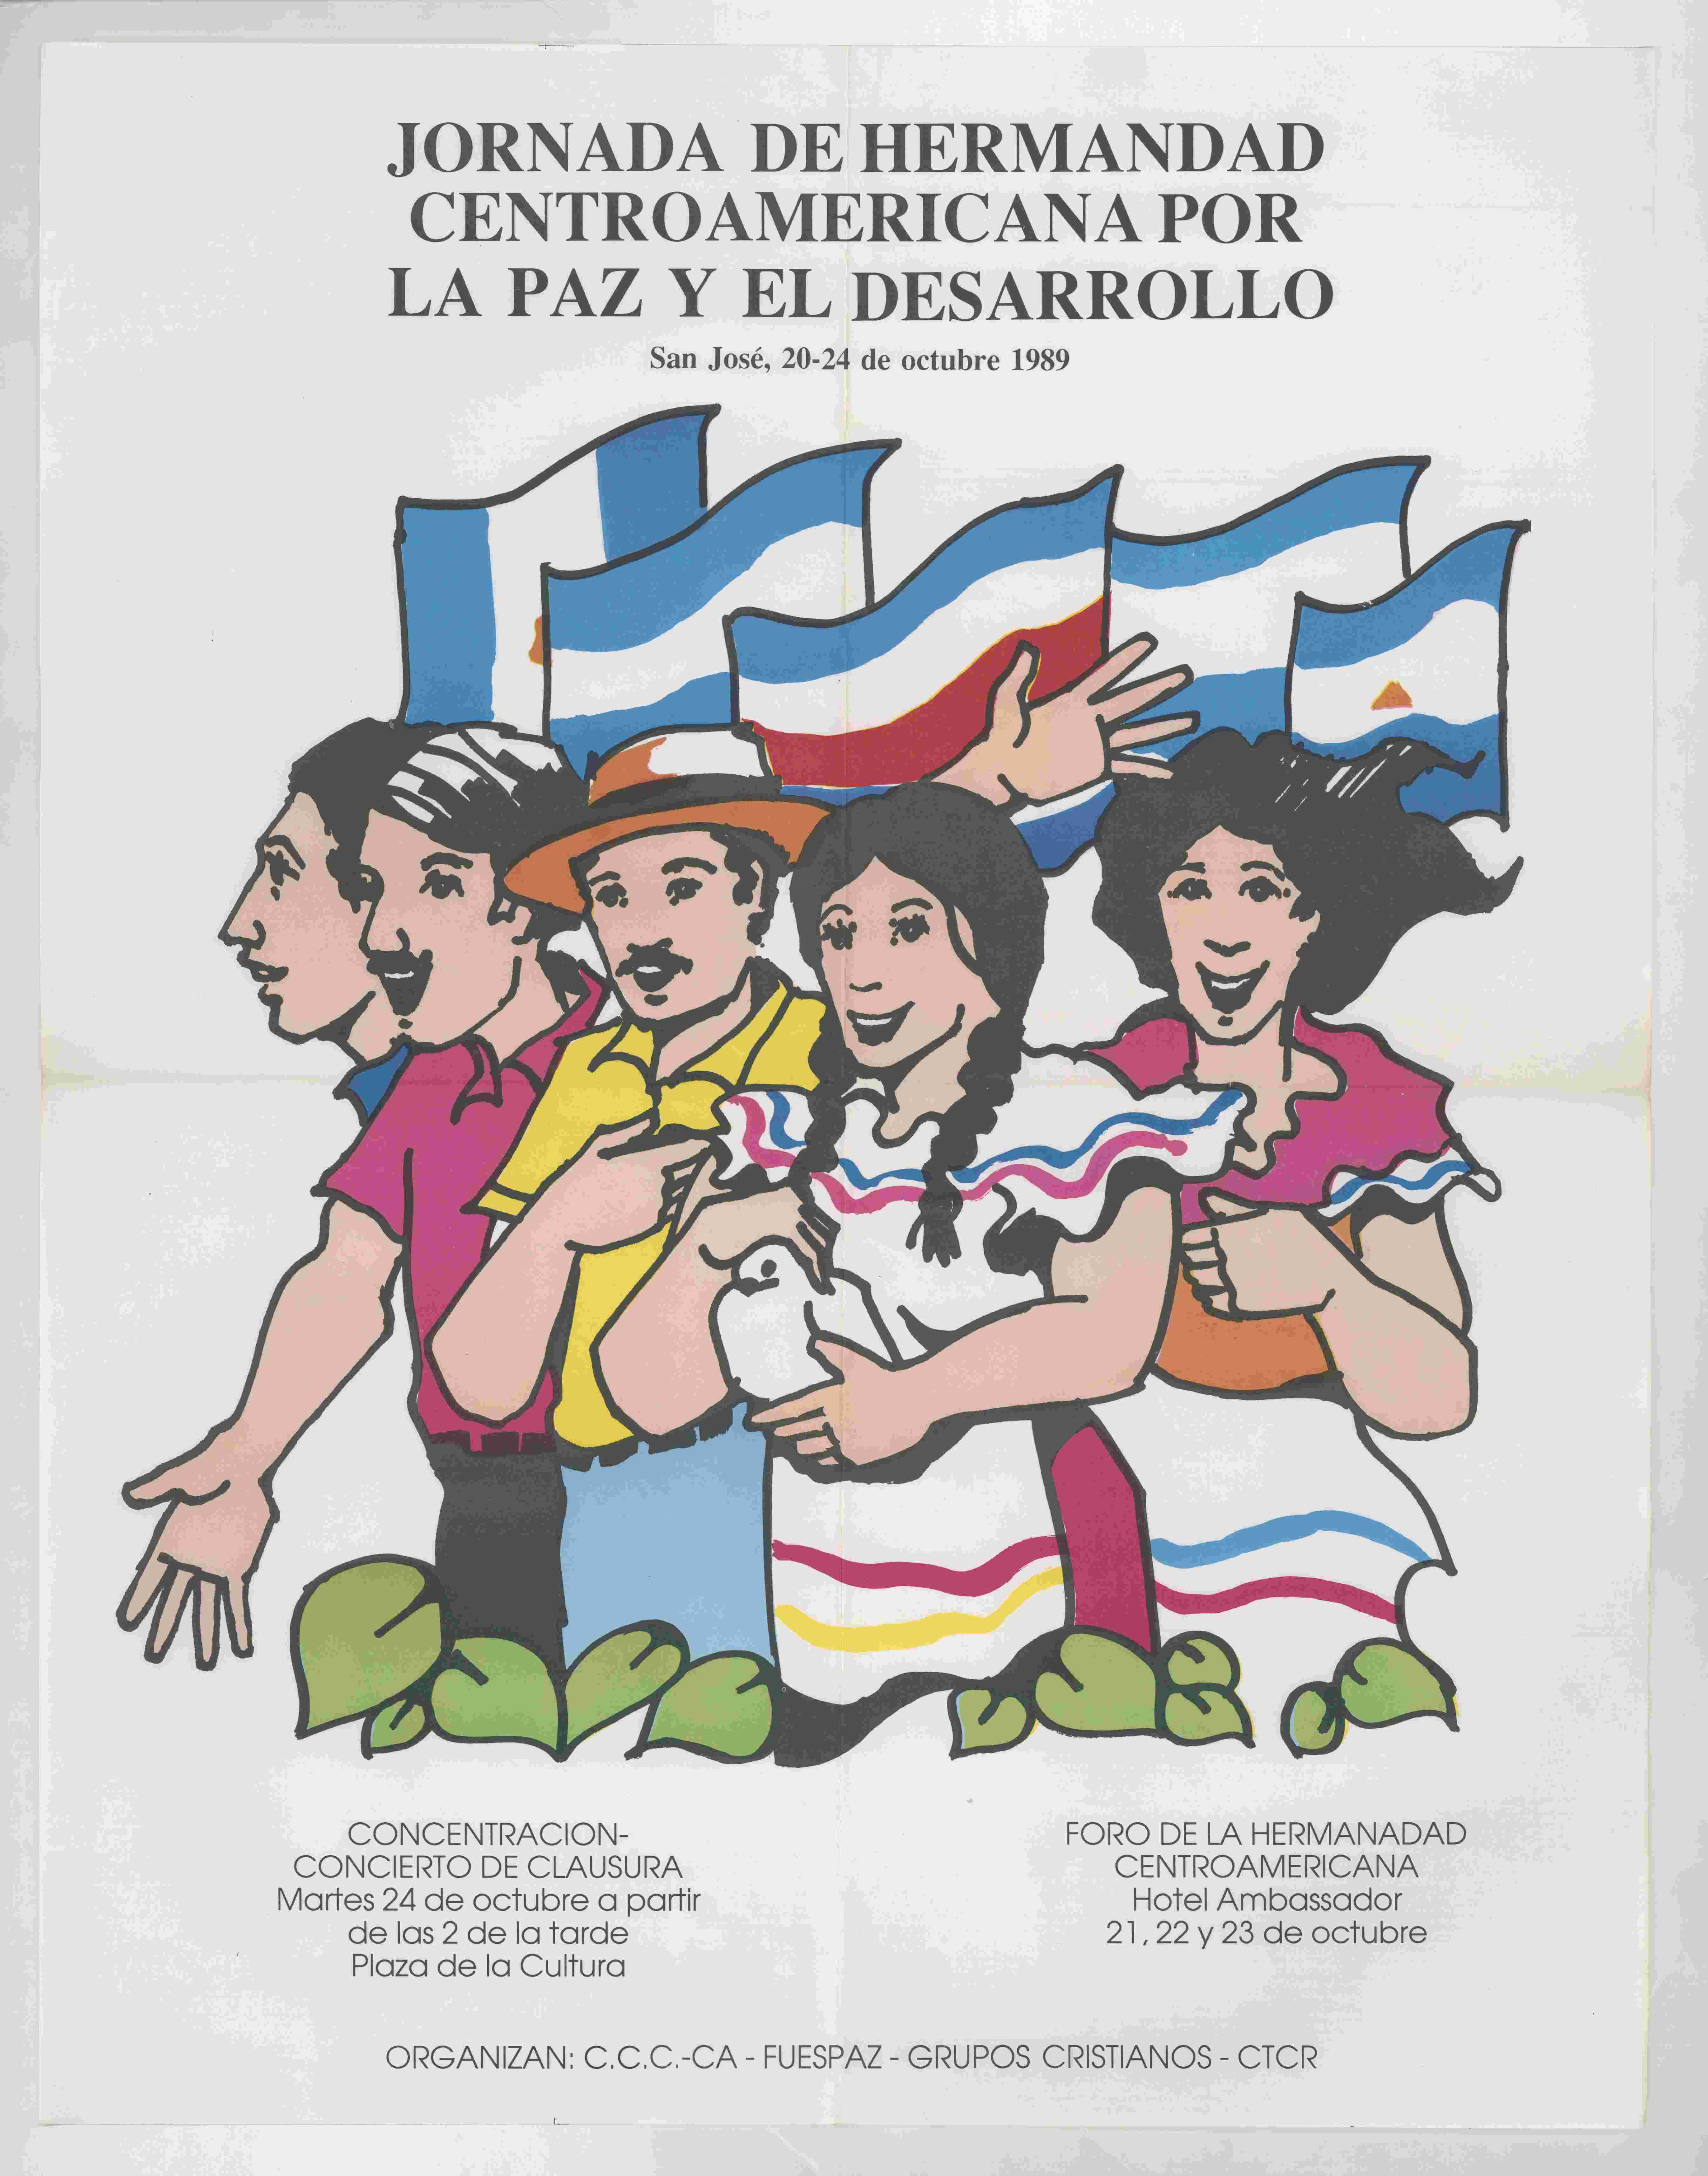 JORNADA DE HERMANDAD
CENTROAMERICANA POR
LA PAZ Y EL DESARROLLO
San José, 20-24 de octubre 1989
CONCENTRACION-
CONCIERTO DE CLAUSURA
Martes 24 de octubre a partir
de las 2 de la tarde
Plaza de la Cultura
FORO DE LA HERMANADAD
CENTROAMERICANA
Hotel Ambassador
21, 22 y 23 de octubre
ORGANIZAN: C.C.C.-CA - FUESPAZ - GRUPOS CRISTIANOS - CTCR